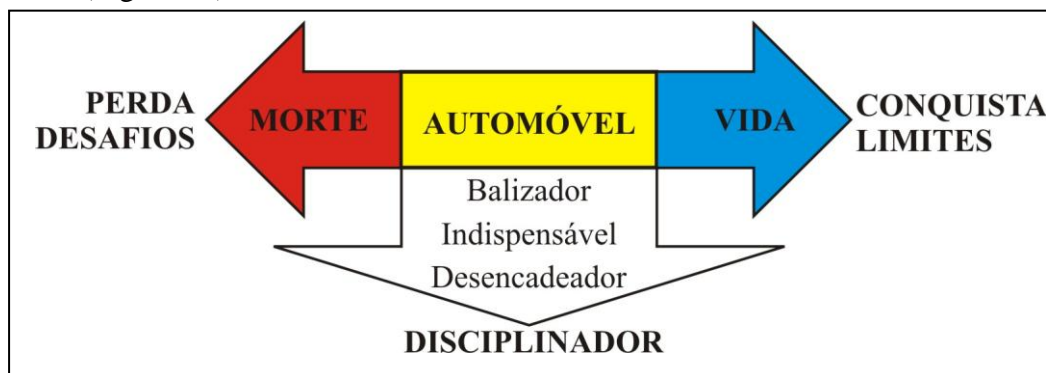 PERDA
DESAFIOS
MORTE
AUTOMÓVEL
VIDA
CONQUISTA
LIMITES
Balizador
Indispensável
Desencadeador
DISCIPLINADOR